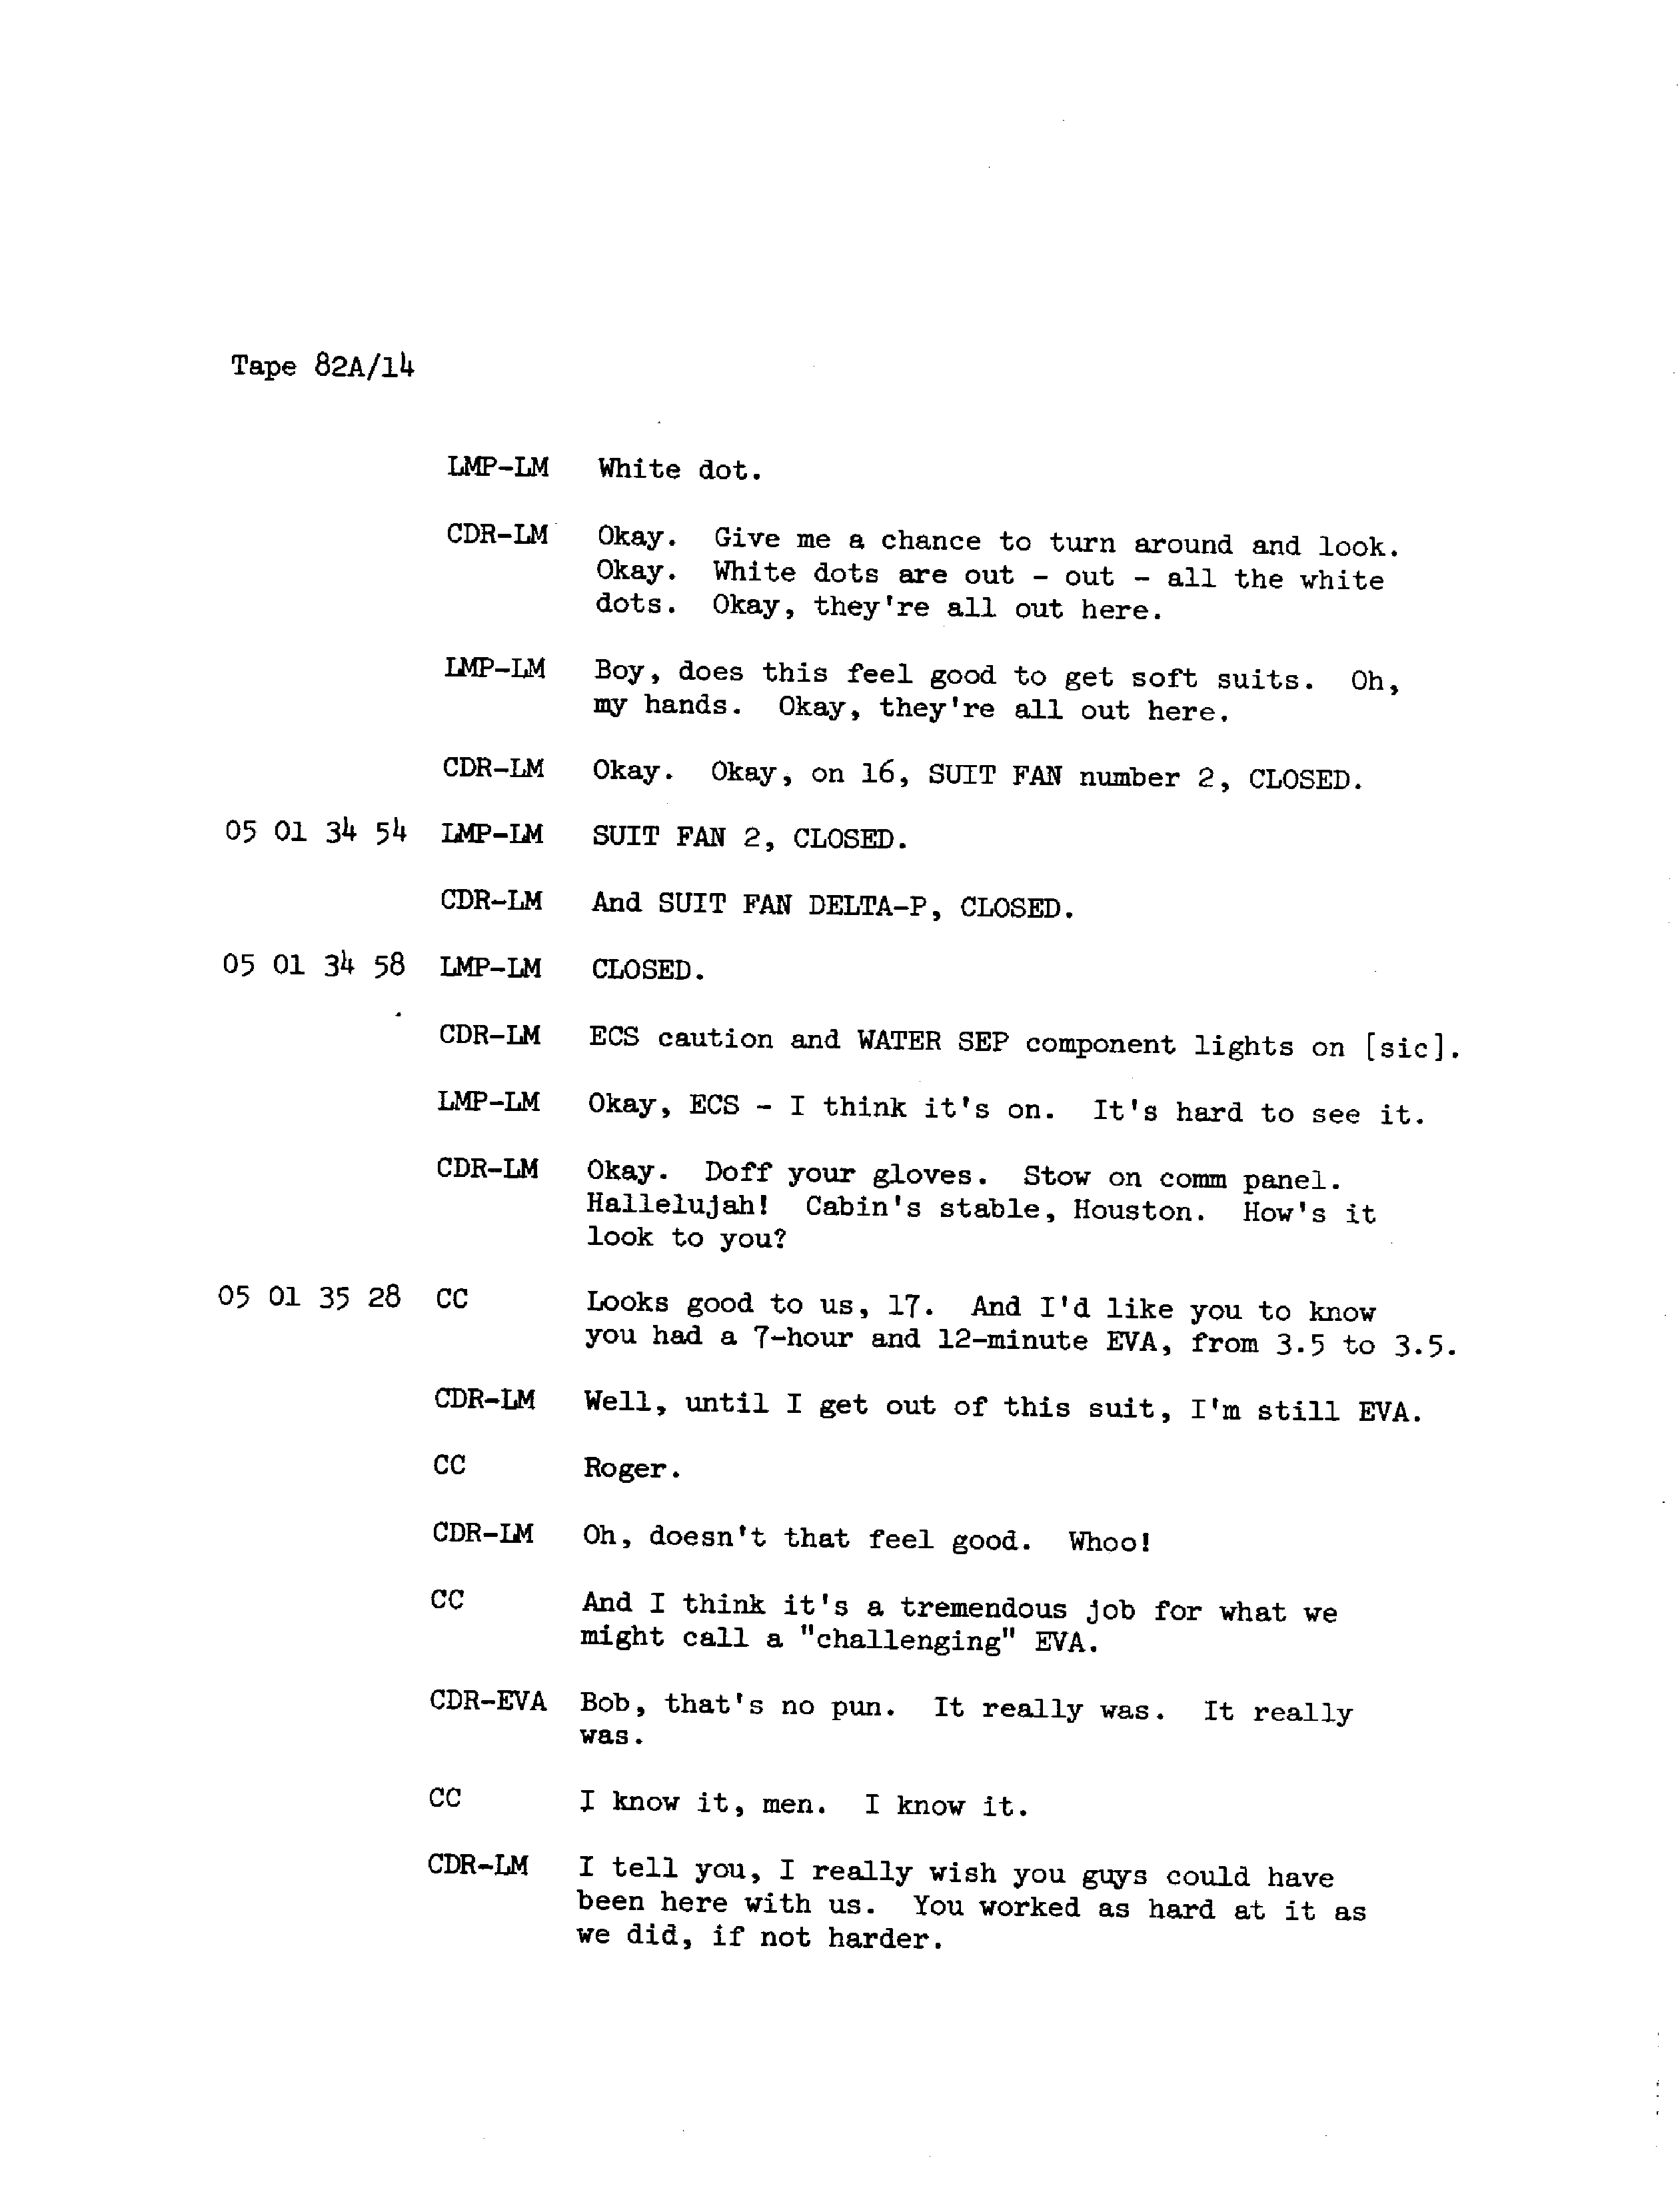 Tape 82A/14
LMP-LM White dot.
CDR-LM Okay. Give me a chance to turn around and look.
Okay. White dots are out - out - all the white
dots. Okay, they're all out here.
LMP-LM Boy, does this feel good to get soft suits. Oh,
my hands. Okay, they're all out here.
CDR-LM Okay. Okay, on 16, SUIT FAN number 2, CLOSED.
05 01 34 54 LMP-LM SUIT FAN 2, CLOSED.
CDR-LM And SUIT FAN DELTA-P, CLOSED.
05 01 34 58 LMP-LM CLOSED.
CDR-LM ECS caution and WATER SEP component lights on [sic].
LMP-LM Okay, ECS - I think it's on. It's hard to see it.
CDR-LM Okay. Doff your gloves. Stow on comm panel.
Hallelujah! Cabin's stable, Houston. How's it
look to you?
05 01 35 28 CC Looks good to us, 17. And I'd like you to know
you had a 7-hour and 12-minute EVA, from 3.5 to 3.5.
CDR-LM Well, until I get out of this suit, I'm still EVA.
CC Roger.
CDR-LM Oh, doesn't that feel good. Whoo!
CC And I think it's a tremendous job for what we
might call a "challenging" EVA.
CDR-EVA Bob, that's no pun. It really was. It really
was.
CC I know it, men. I know it.
CDR-LM I tell you, I really wish you guys could have
been here with us. You worked as hard at it as
we did, if not harder.